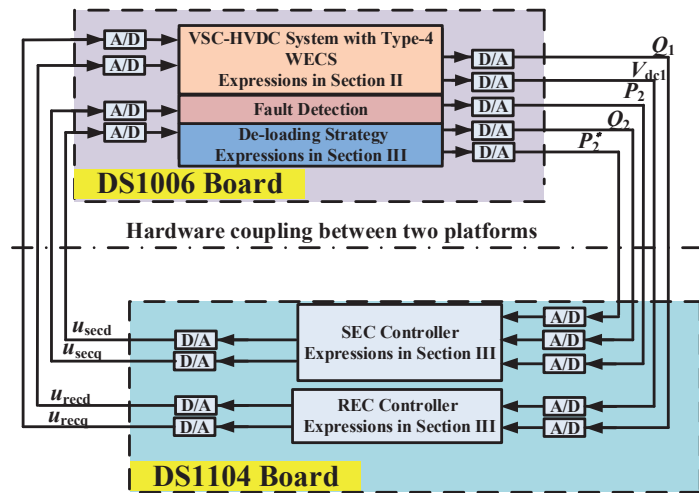 A/D
VSC-HVDC System with Type-4
WECS
Expressions in Section II
A/D
D/A
Q1
D/A
Vdc1
A/D
Fault Detection
D/A
P2
A/D
De-loading Strategy
Expressions in Section III
D/A
Q2
D/A
P2*
DS1006 Board
Hardware coupling between two platforms
usecd
D/A
SEC Controller
Expressions in Section III
A/D
usecq
D/A
A/D
A/D
urecd
D/A
REC Controller
Expressions in Section III
A/D
urecq
D/A
A/D
DS1104 Board